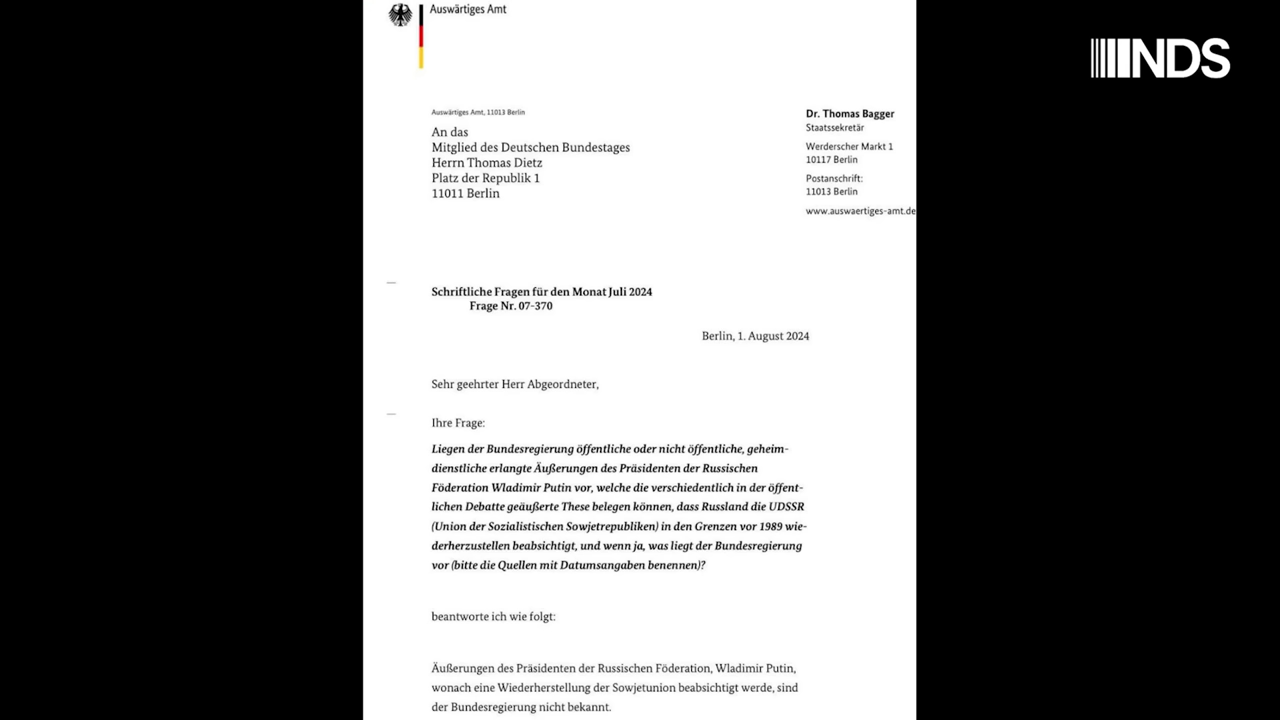 Auswärtiges Amt
NDS
Auswärtiges Amt, 11013 Berlin
An das
Mitglied des Deutschen Bundestages
Herrn Thomas Dietz
Platz der Republik 1
11011 Berlin
Dr. Thomas Bagger
Staatssekretär
Werderscher Markt 1
10117 Berlin
Postanschrift:
11013 Berlin
www.auswaertiges-amt.de
Schriftliche Fragen für den Monat Juli 2024
Frage Nr. 07-370
Berlin, 1. August 2024
Sehr geehrter Herr Abgeordneter,
Ihre Frage:
Liegen der Bundesregierung öffentliche oder nicht öffentliche, geheim-
dienstliche erlangte Äußerungen des Präsidenten der Russischen
Föderation Wladimir Putin vor, welche die verschiedentlich in der öffent-
lichen Debatte geäußerte These belegen können, dass Russland die UDSSR
(Union der Sozialistischen Sowjetrepubliken) in den Grenzen vor 1989 wie-
derherzustellen beabsichtigt, und wenn ja, was liegt der Bundesregierung
vor (bitte die Quellen mit Datumsangaben benennen)?
beantworte ich wie folgt:
Äußerungen des Präsidenten der Russischen Föderation, Wladimir Putin,
wonach eine Wiederherstellung der Sowjetunion beabsichtigt werde, sind
der Bundesregierung nicht bekannt.